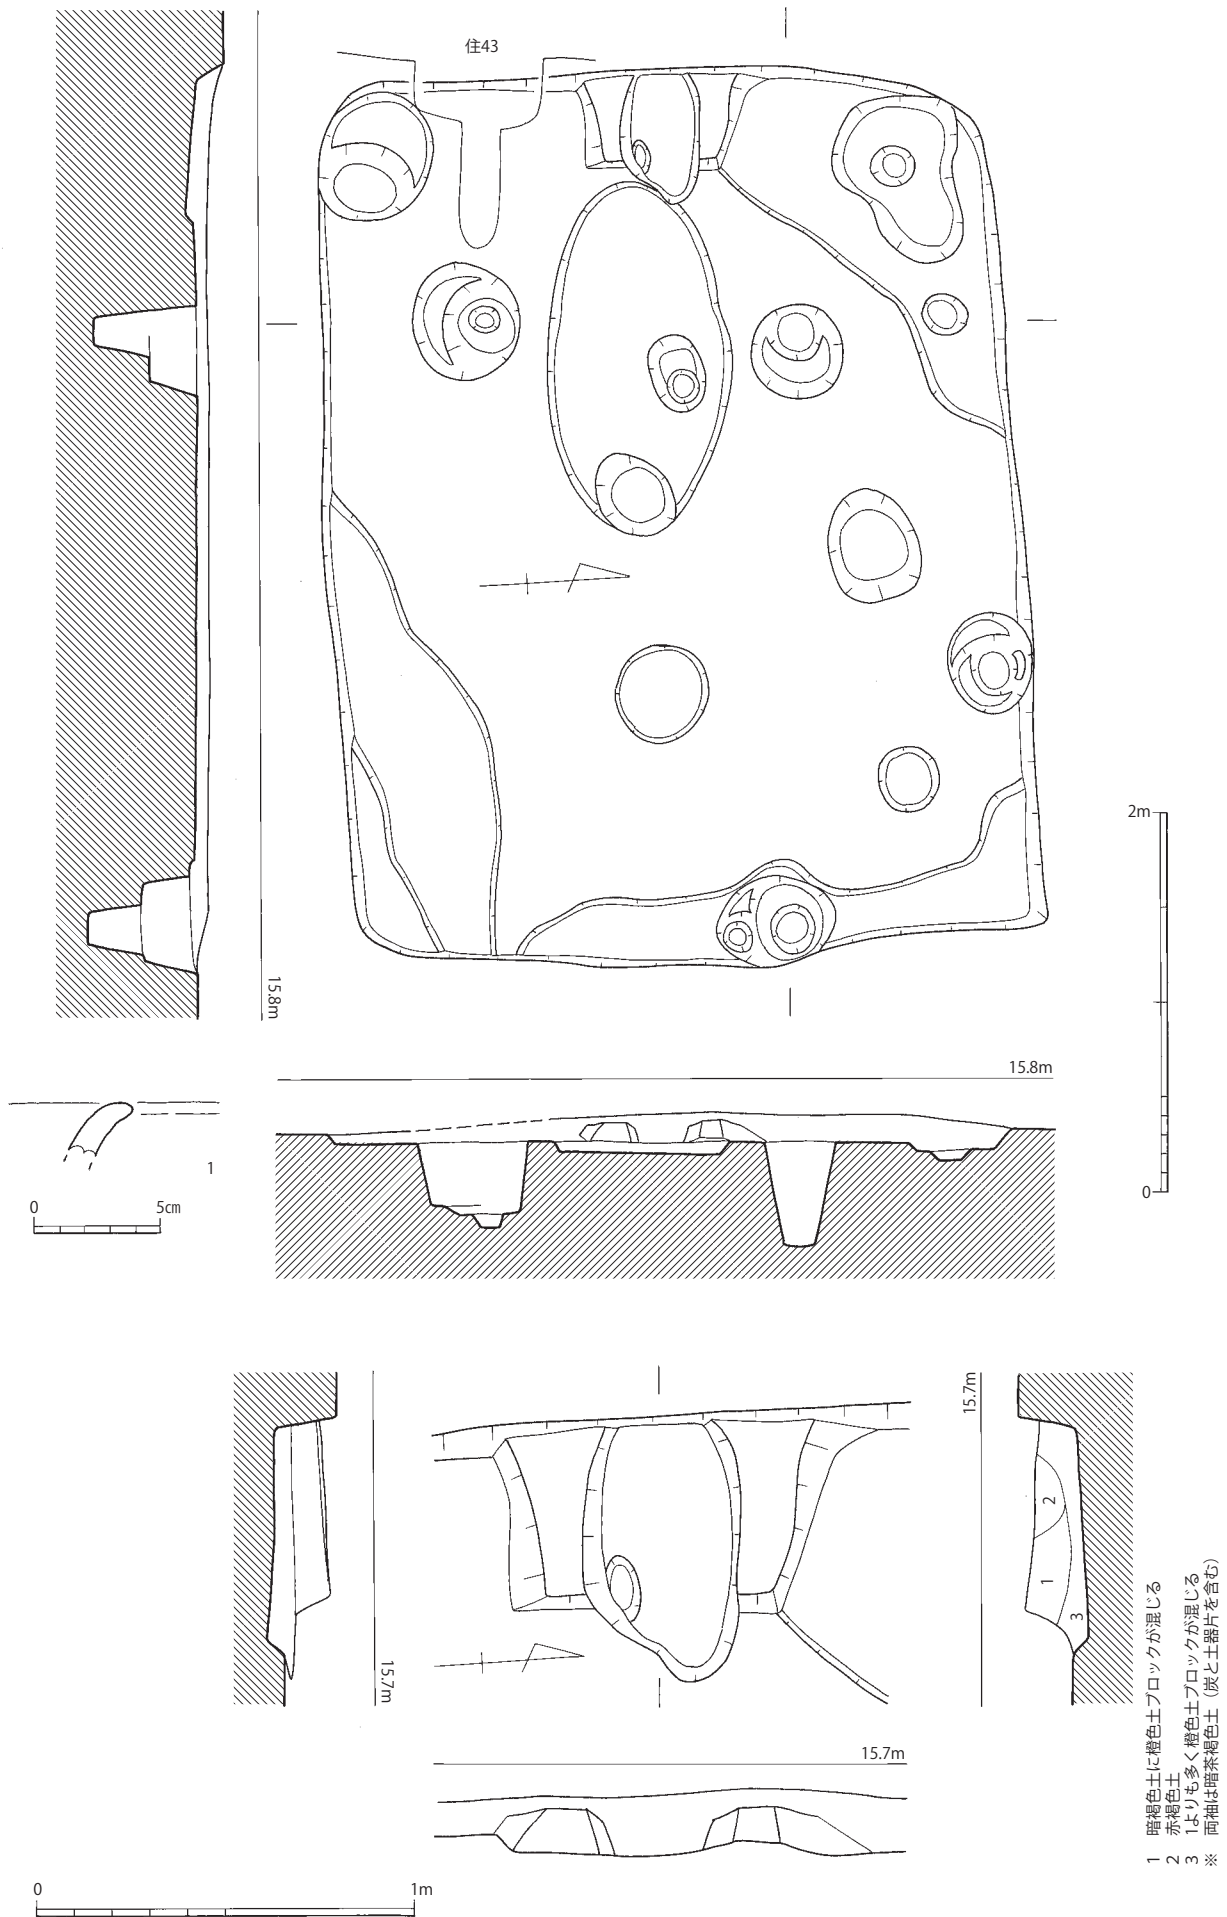 住43
15.8m
2m
0
15.8m
1
0 5cm
15.7m
15.7m
2
1
3
15.7m
0 1m
1 暗褐色土に橙色土ブロックが混じる
2 赤褐色土
3 1よりも多く橙色土ブロックが混じる
※ 両袖は暗茶褐色土（炭と土器片を含む）